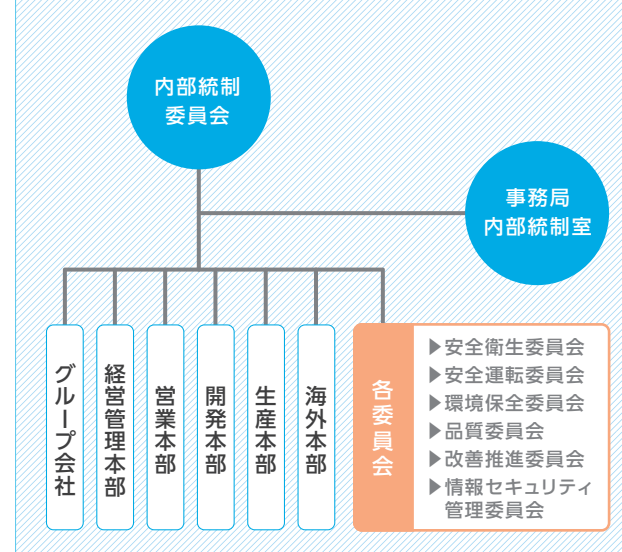 内部統制
委員会
事務局
内部統制室
グループ会社
経営管理本部
営業本部
開発本部
生産本部
海外本部
各委員会
▶安全衛生委員会
▶安全運転委員会
▶環境保全委員会
▶品質委員会
▶改善推進委員会
▶情報セキュリティ
管理委員会